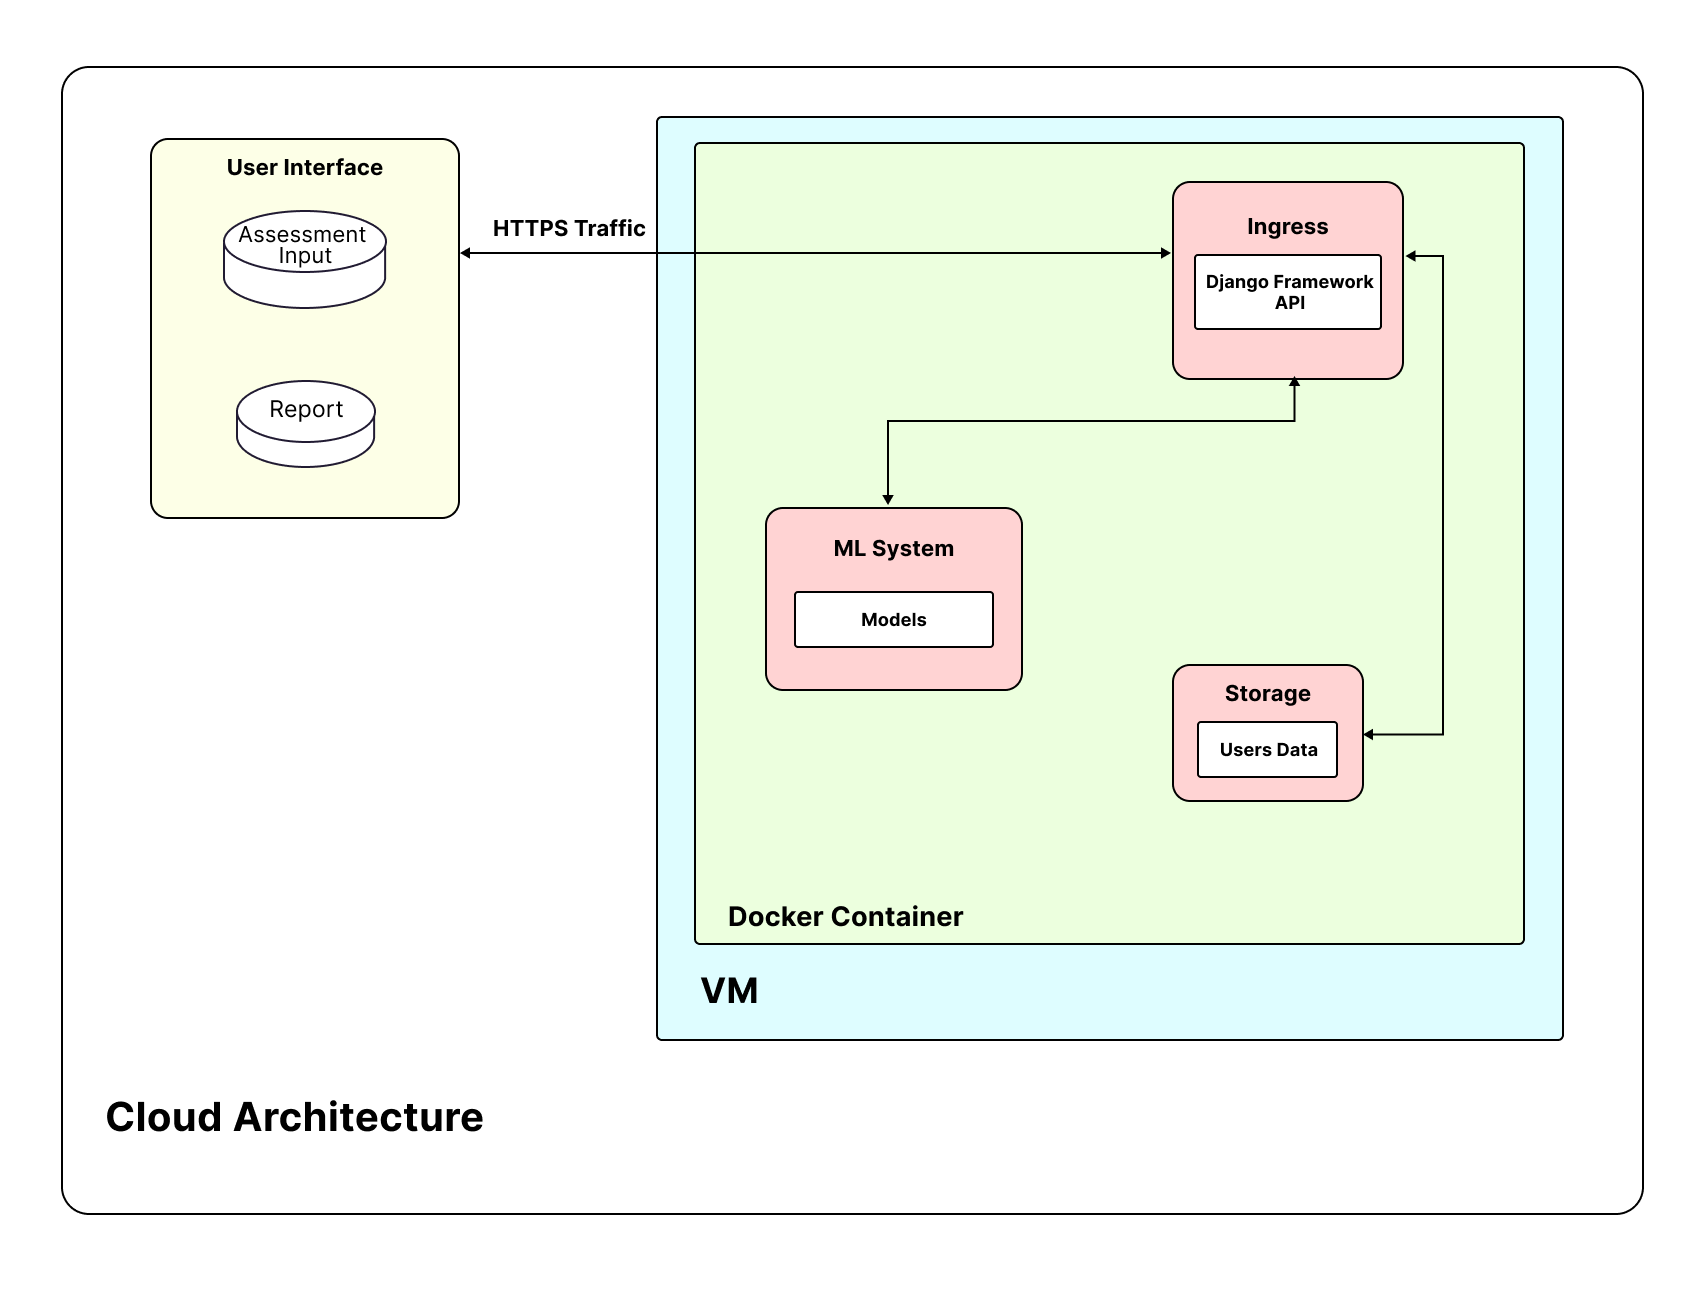 User Interface
Assessment
Input
Report
HTTPS Traffic
Ingress
Django Framework
API
ML System
Models
Storage
Users Data
Docker Container
VM
Cloud Architecture